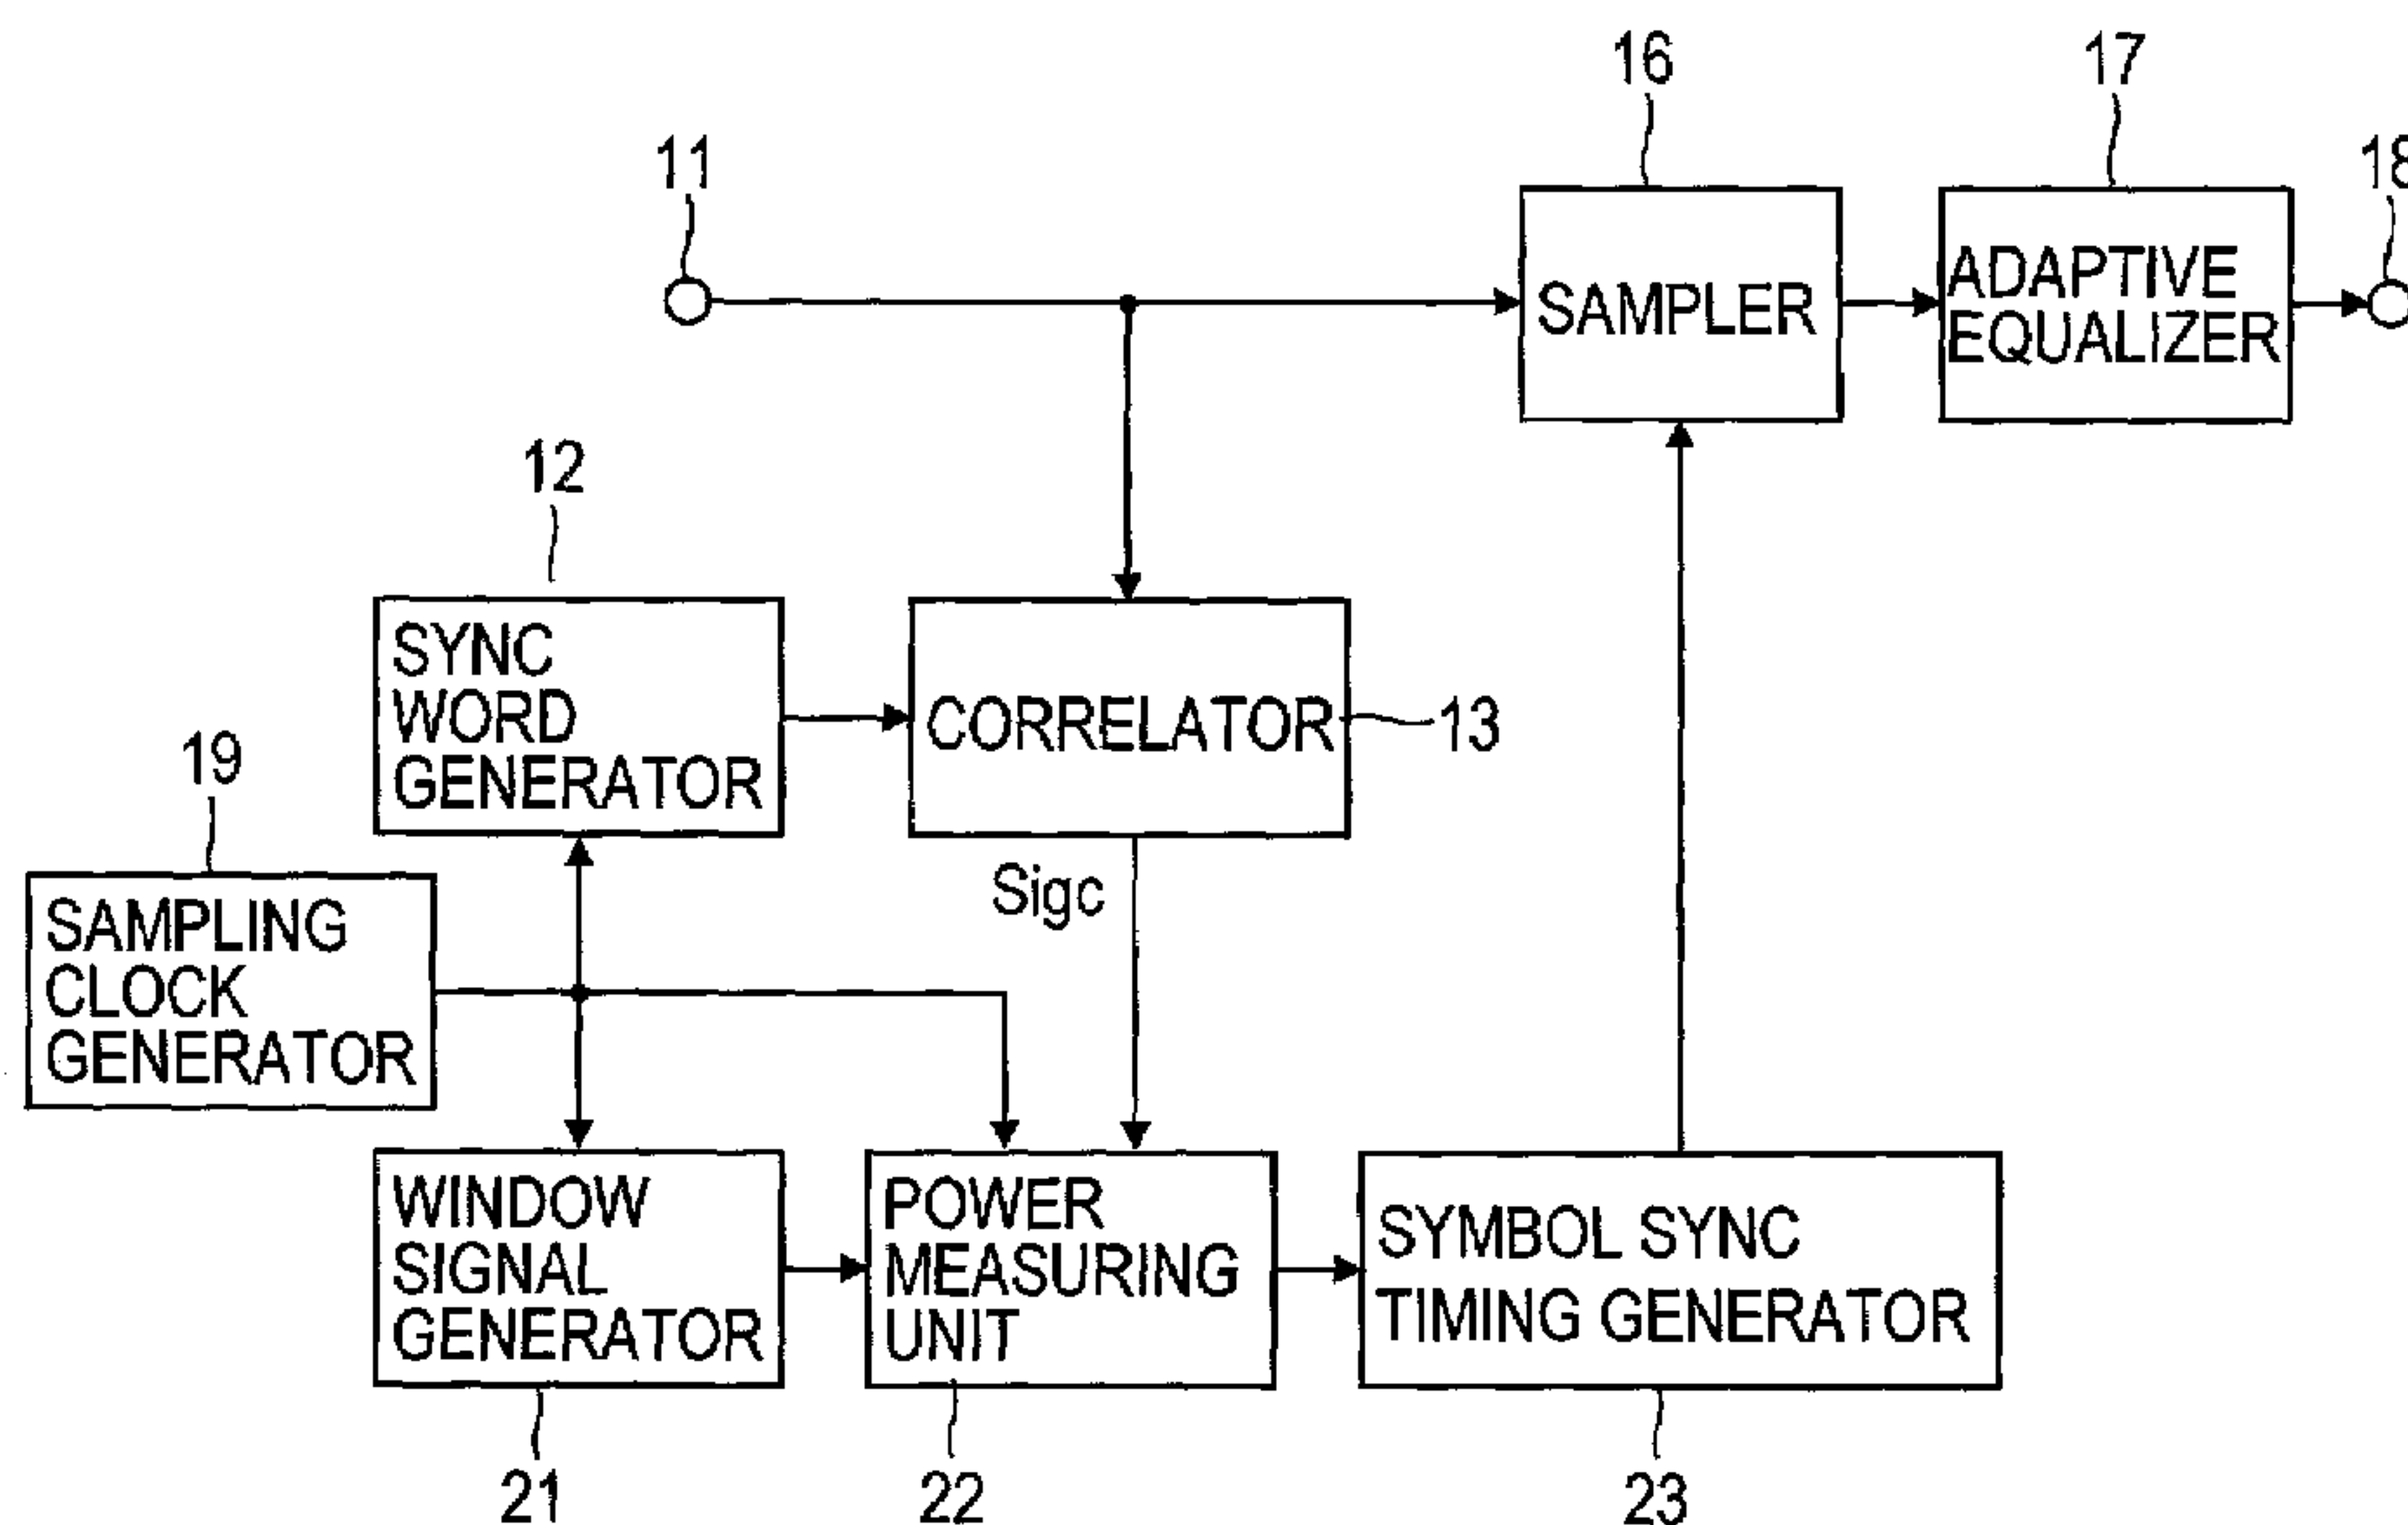 16
17
11
18
SAMPLER
ADAPTIVE
EQUALIZER
12
SYNC
WORD
GENERATOR
CORRELATOR
13
19
Sigc
SAMPLING
CLOCK
GENERATOR
WINDOW
SIGNAL
GENERATOR
POWER
MEASURING
UNIT
SYMBOL SYNC
TIMING GENERATOR
21
22
23